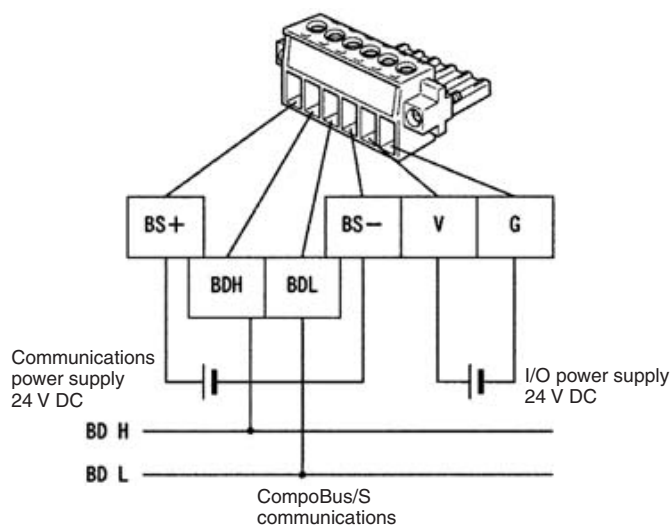 BS+
BS−
V
G
BDH
BDL
Communications
power supply
24 V DC
I/O power supply
24 V DC
BD H
BD L
CompoBus/S
communications